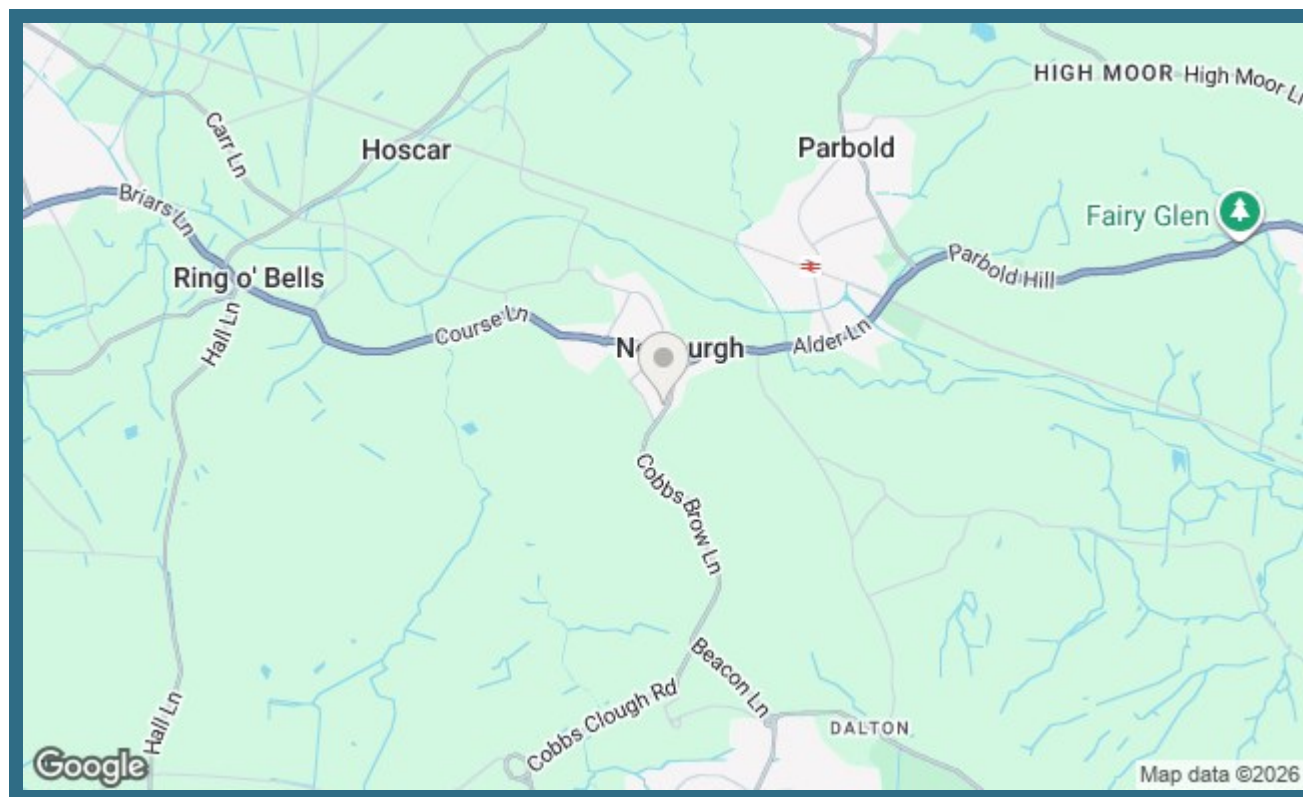 HIGH MOOR
High Moor Ln
Carr Ln
Hoscar
Parbold
Briars Ln
Fairy Glen
Parbold Hill
Ring o' Bells
Hall Ln
Course Ln
Alder Ln
Cobbs Brow Ln
Beacon Ln
Cobbs Clough Rd
Hall Ln
DALTON
Google
Map data ©2026